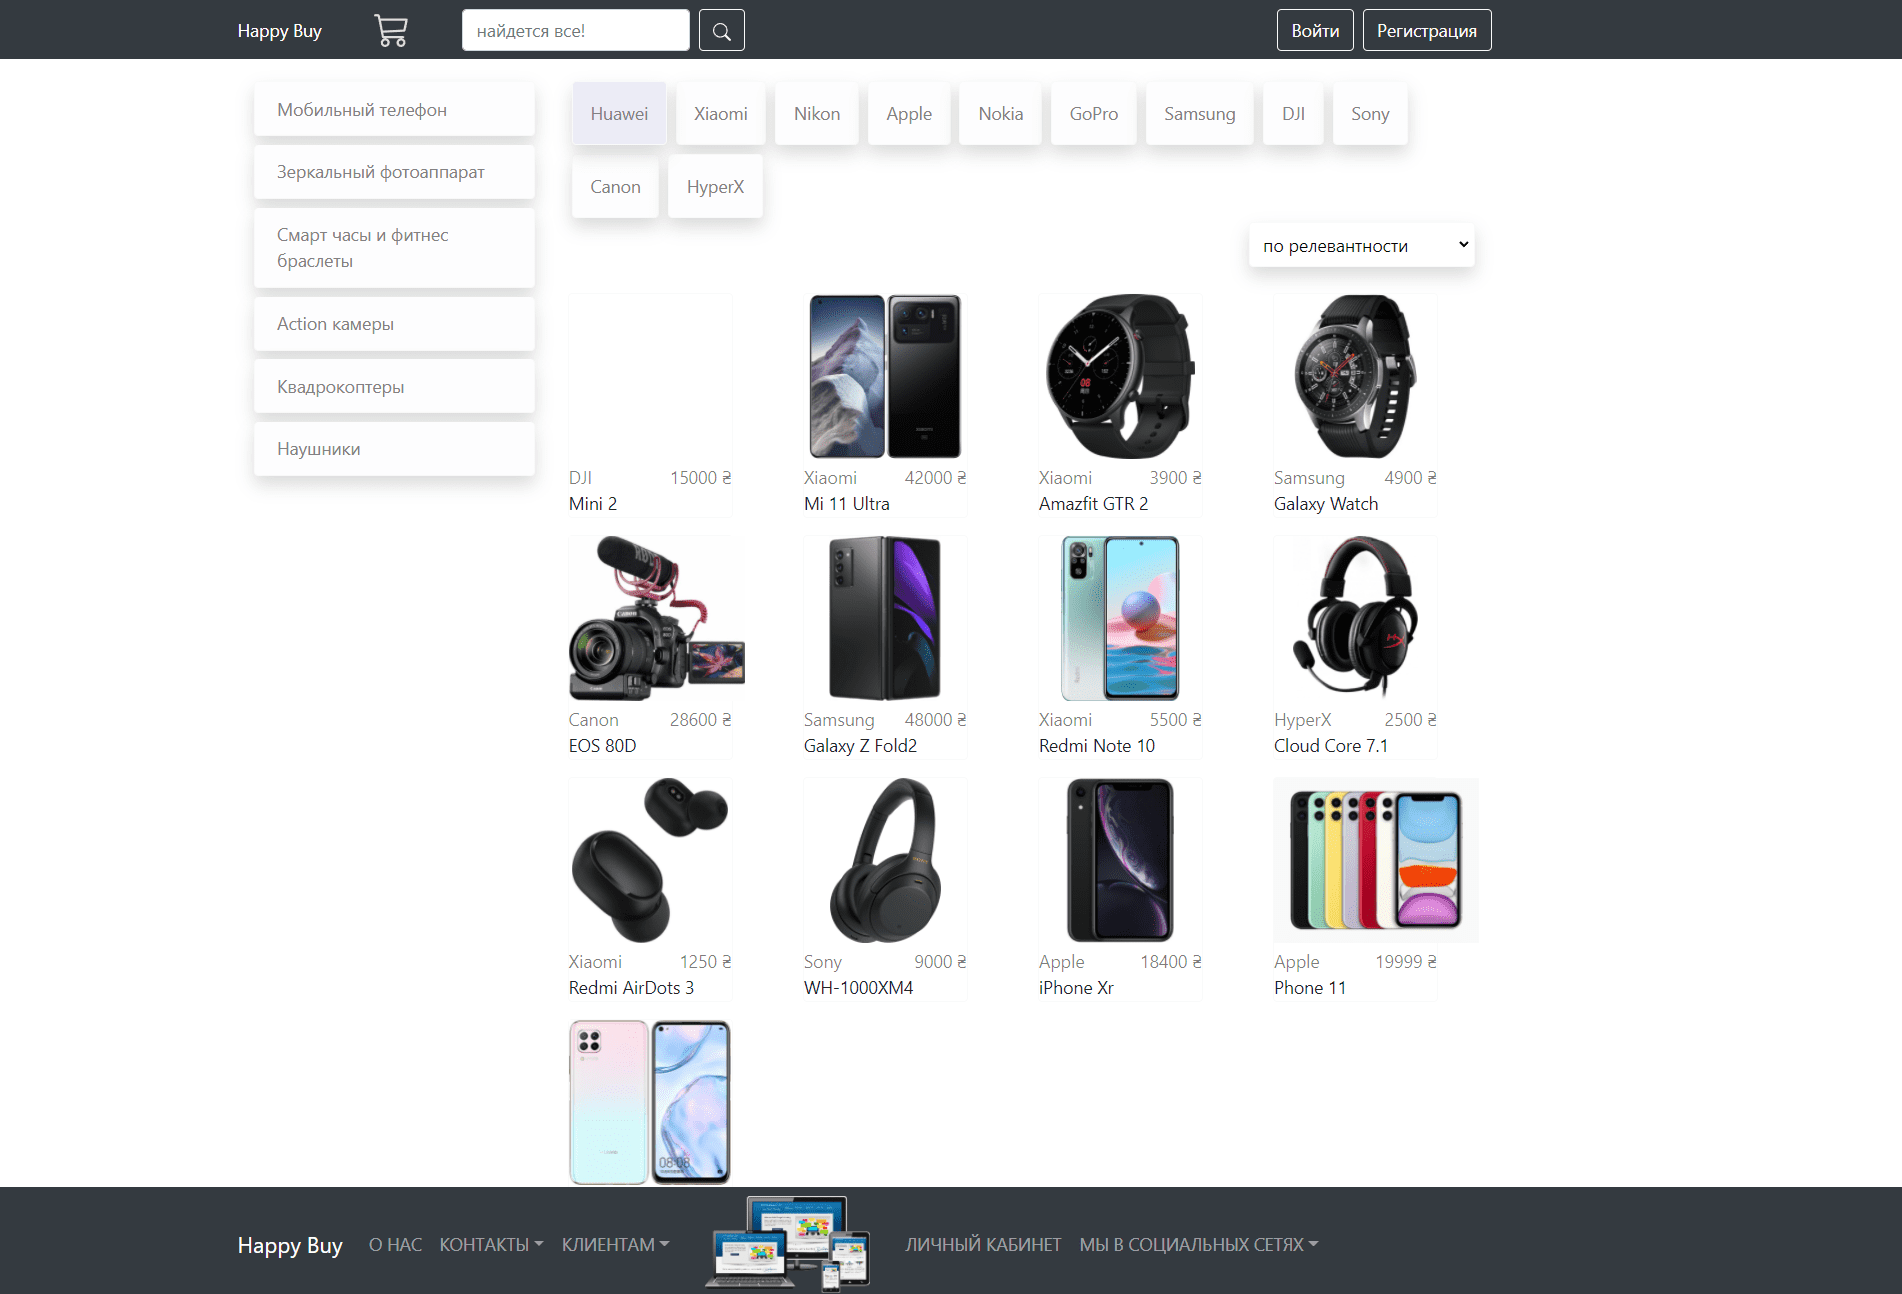 Happy Buy
найдется все!
Войти
Регистрация
Мобильный телефон
Зеркальный фотоаппарат
Смарт часы и фитнес
браслеты
Action камеры
Квадрокоптеры
Наушники
Huawei
Xiaomi
Nikon
Apple
Nokia
GoPro
Samsung
DJI
Sony
Canon
HyperX
по релевантности
DJI 15000 ₴
Mini 2
Xiaomi 42000 ₴
Mi 11 Ultra
Xiaomi 3900 ₴
Amazfit GTR 2
Samsung 4900 ₴
Galaxy Watch
Canon 28600 ₴
EOS 80D
Samsung 48000 ₴
Galaxy Z Fold2
Xiaomi 5500 ₴
Redmi Note 10
HyperX 2500 ₴
Cloud Core 7.1
Xiaomi 1250 ₴
Redmi AirDots 3
Sony 9000 ₴
WH-1000XM4
Apple 18400 ₴
iPhone Xr
Apple 19999 ₴
Phone 11
08:08
Happy Buy
О НАС
КОНТАКТЫ
КЛИЕНТАМ
ЛИЧНЫЙ КАБИНЕТ
МЫ В СОЦИАЛЬНЫХ СЕТЯХ